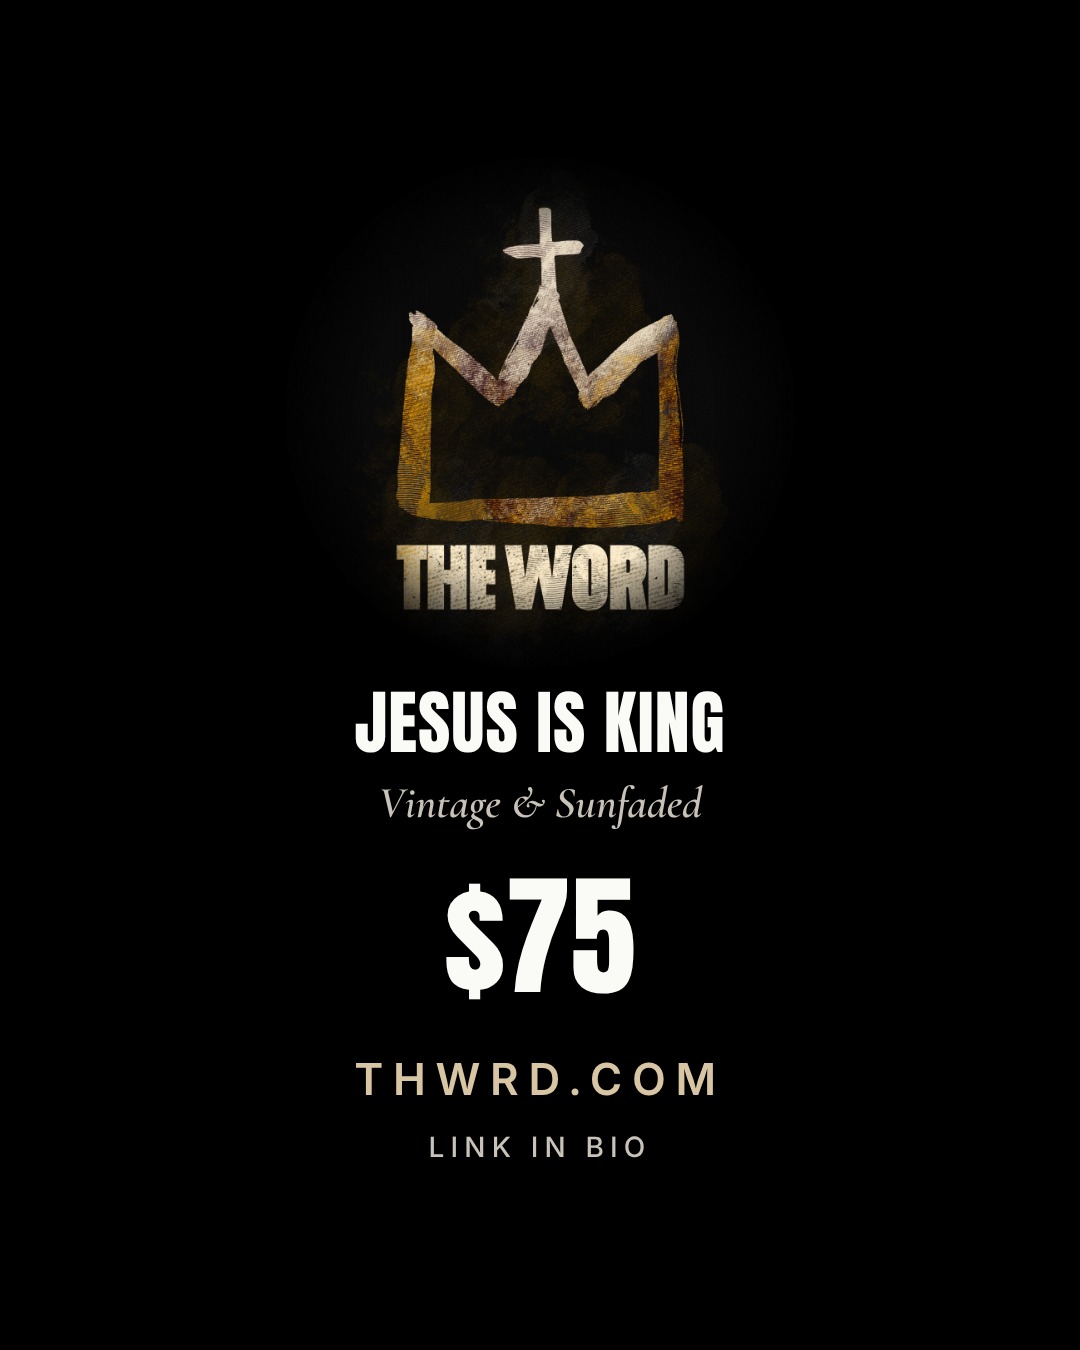 THE WORD
JESUS IS KING
Vintage & Sunfaded
$75
THWRD.COM
LINK IN BIO